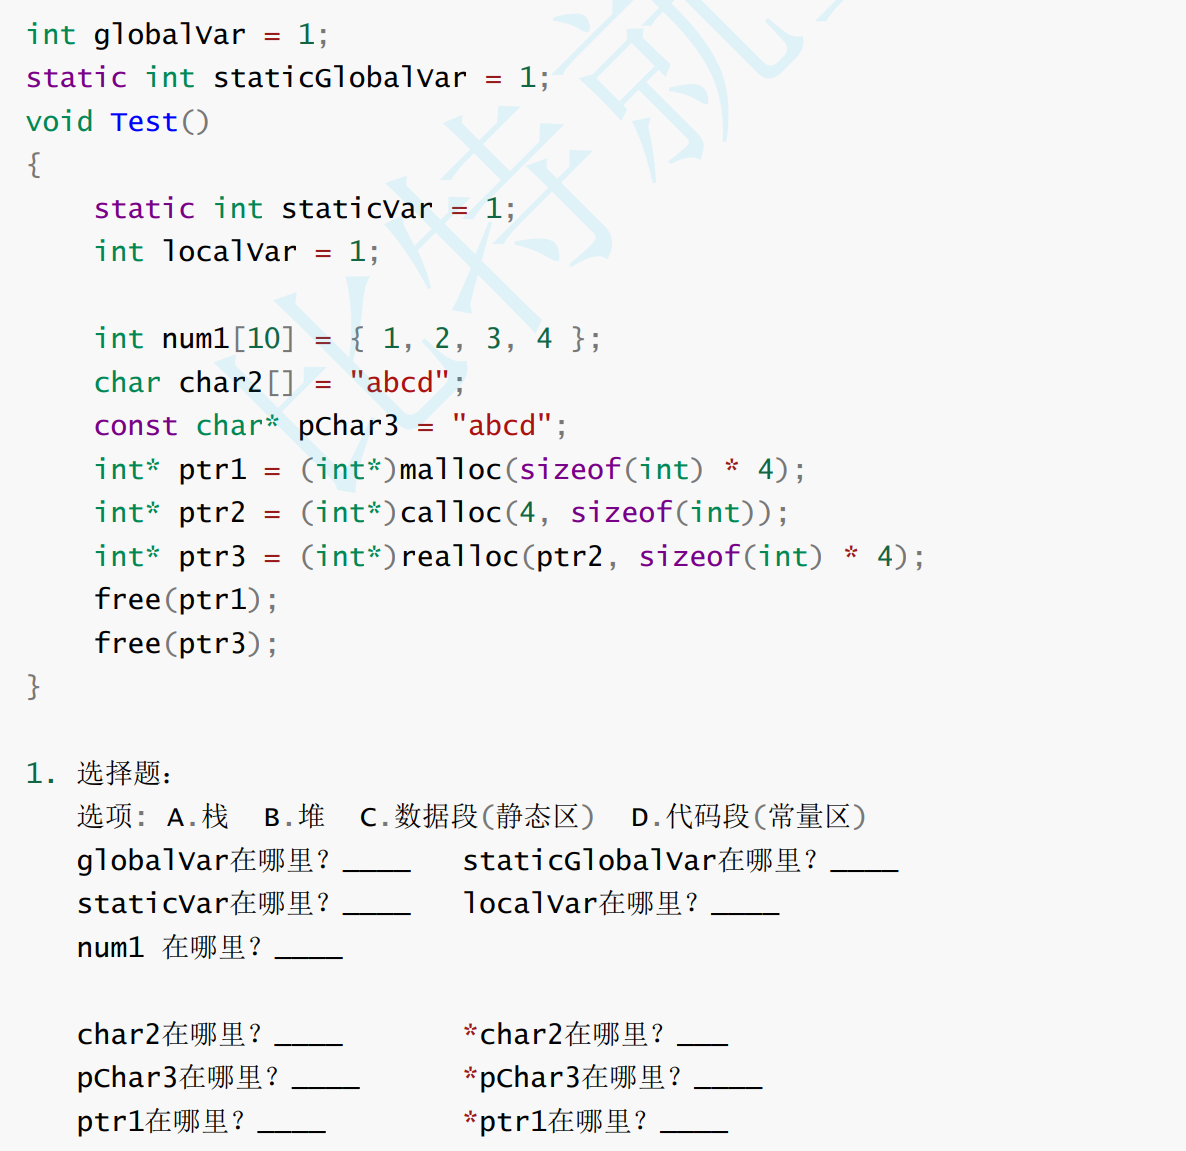 int globalVar = 1;
static int staticGlobalVar = 1;
void Test()
{
    static int staticVar = 1;
    int localVar = 1;

    int num1[10] = { 1, 2, 3, 4 };
    char char2[] = "abcd";
    const char* pChar3 = "abcd";
    int* ptr1 = (int*)malloc(sizeof(int) * 4);
    int* ptr2 = (int*)calloc(4, sizeof(int));
    int* ptr3 = (int*)realloc(ptr2, sizeof(int) * 4);
    free(ptr1);
    free(ptr3);
}

1. 选择题：
   选项: A.栈  B.堆  C.数据段(静态区)  D.代码段(常量区)
   globalVar在哪里？____   staticGlobalVar在哪里？____
   staticVar在哪里？____   localVar在哪里？____
   num1 在哪里？____

   char2在哪里？____       *char2在哪里？___
   pChar3在哪里？____      *pChar3在哪里？____
   ptr1在哪里？____        *ptr1在哪里？____
比特就